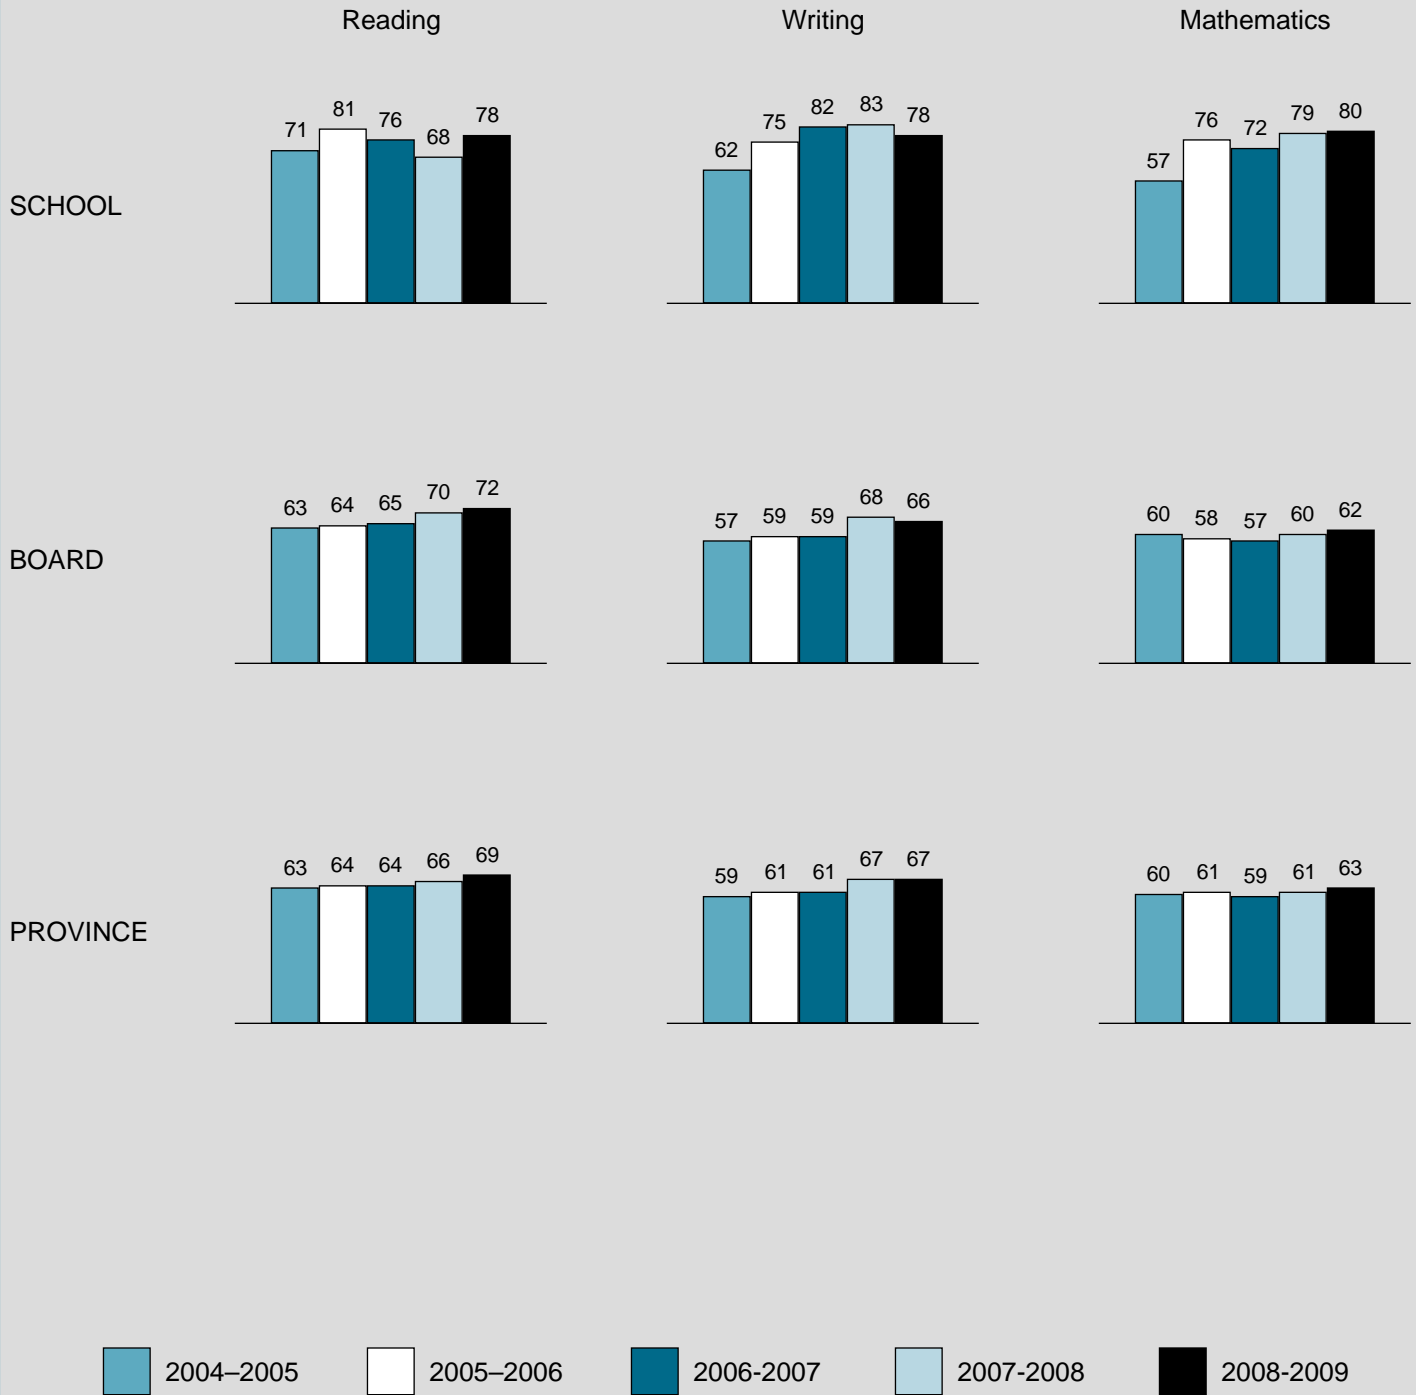 Reading Writing Mathematics
SCHOOL
71 81 76 68 78
62 75 82 83 78
57 76 72 79 80
BOARD
63 64 65 70 72
57 59 59 68 66
60 58 57 60 62
PROVINCE
63 64 64 66 69
59 61 61 67 67
60 61 59 61 63
2004–2005 2005–2006 2006-2007 2007-2008 2008-2009